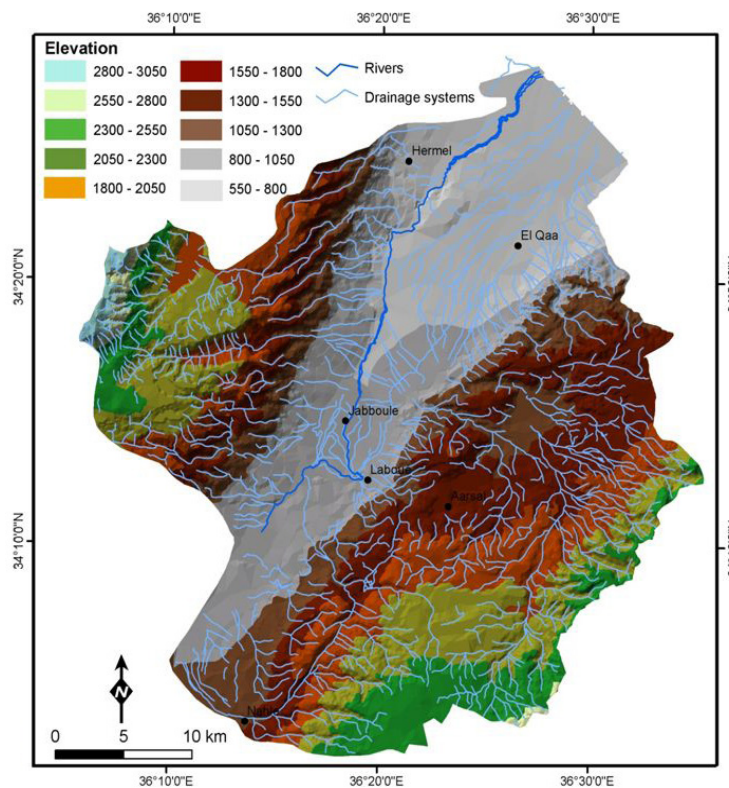 36°10'0"E 36°20'0"E 36°30'0"E
Elevation
2800 - 3050
2550 - 2800
2300 - 2550
2050 - 2300
1800 - 2050
1550 - 1800
1300 - 1550
1050 - 1300
800 - 1050
550 - 800
Rivers
Drainage systems
Hermel
El Qaa
34°20'0"N
Jabboule
Laboue
Aarsal
34°10'0"N
N
0 5 10 km
36°10'0"E 36°20'0"E 36°30'0"E